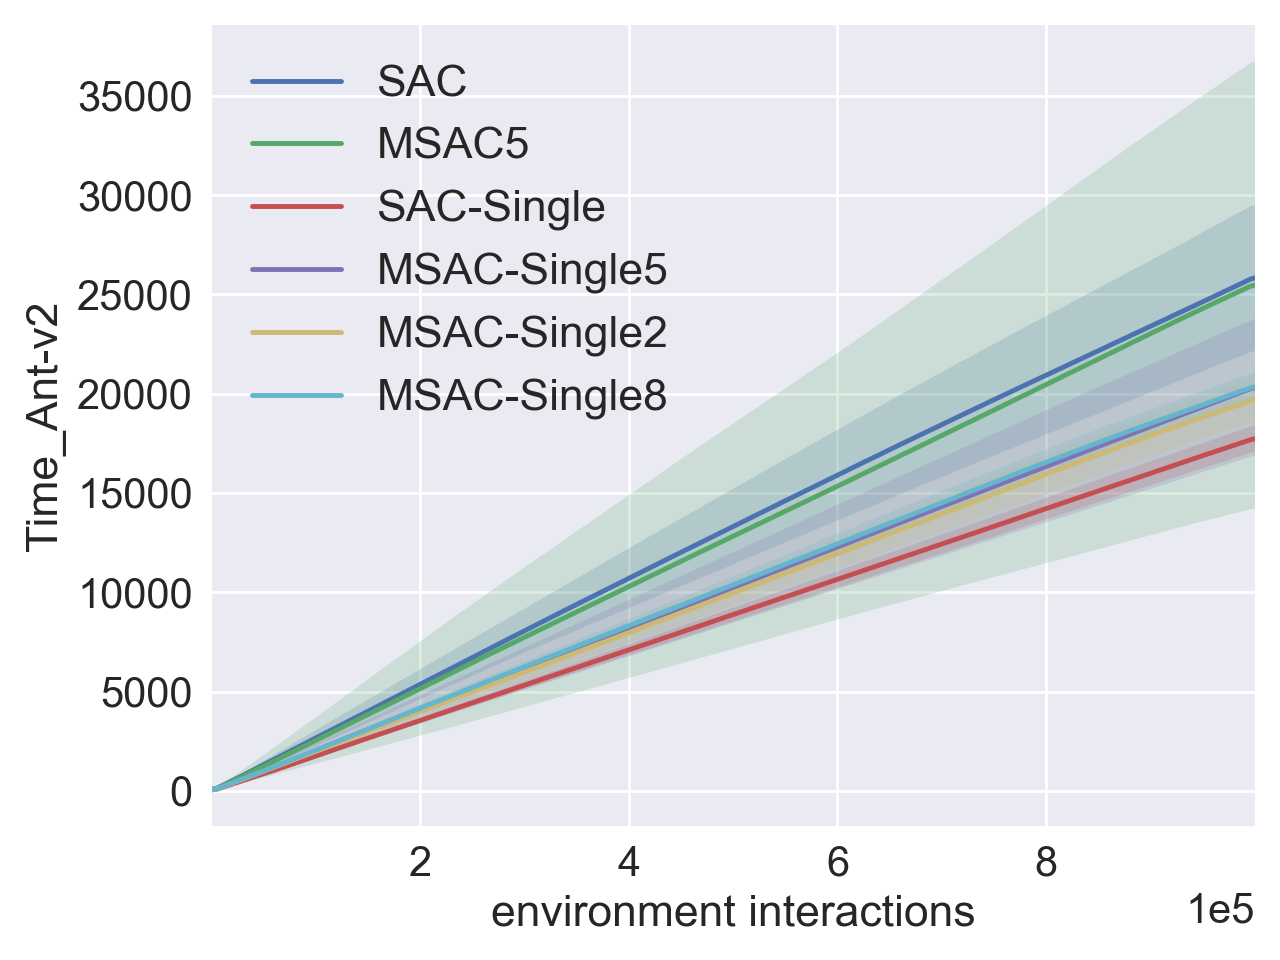 SAC
MSAC5
SAC-Single
MSAC-Single5
MSAC-Single2
MSAC-Single8
35000
30000
25000
20000
15000
10000
5000
0
Time_Ant-v2
2 4 6 8
environment interactions
1e5